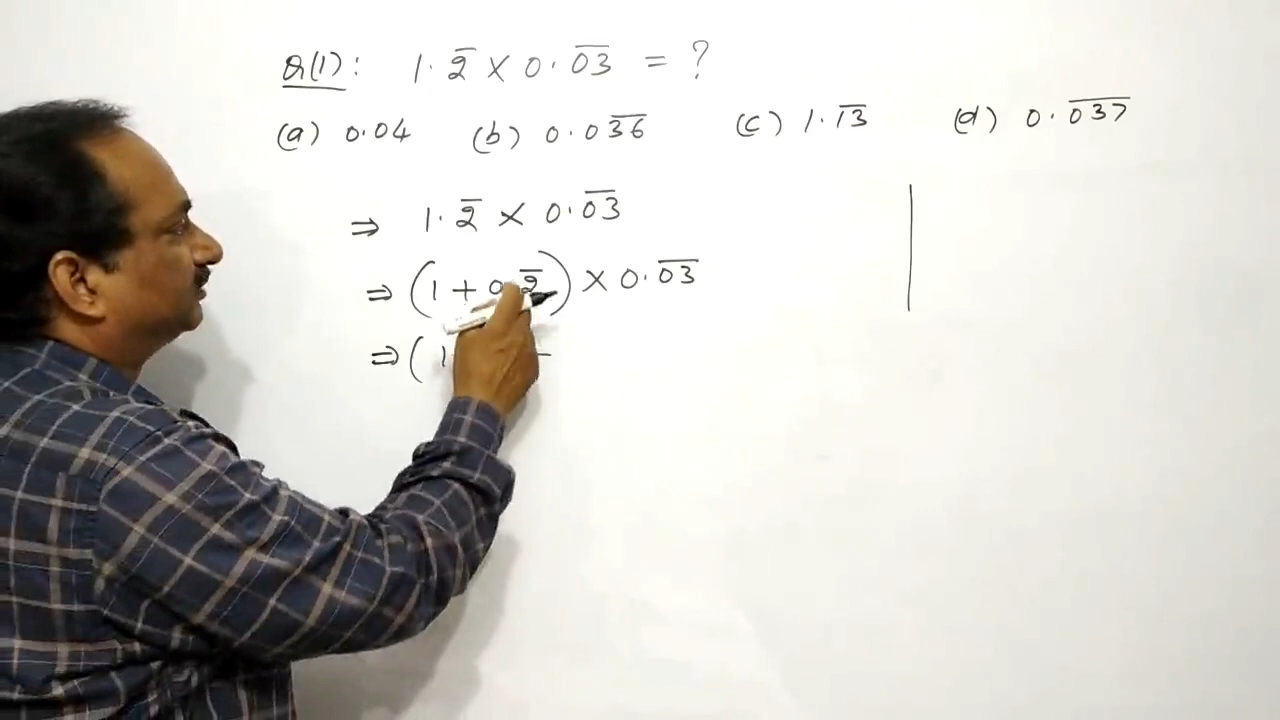 Q(1): 1.2̅ × 0.0̅3̅ = ?
(a) 0.04 (b) 0.03̅6̅ (c) 1.1̅3̅ (d) 0.0̅3̅7̅
⇒ 1.2̅ × 0.0̅3̅
⇒ (1 + 0.2̅) × 0.0̅3̅
⇒ (1